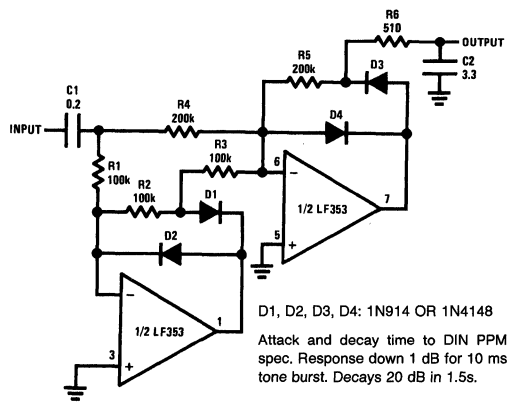 R6
510
OUTPUT
R5
200k
D3
C2
3.3
C1
0.2
R4
200k
D4
INPUT
R1
100k
R3
100k
R2
100k
D1
6
−
7
1/2 LF353
5
+
D2
−
1
1/2 LF353
3
+
D1, D2, D3, D4: 1N914 OR 1N4148
Attack and decay time to DIN PPM
spec. Response down 1 dB for 10 ms
tone burst. Decays 20 dB in 1.5s.